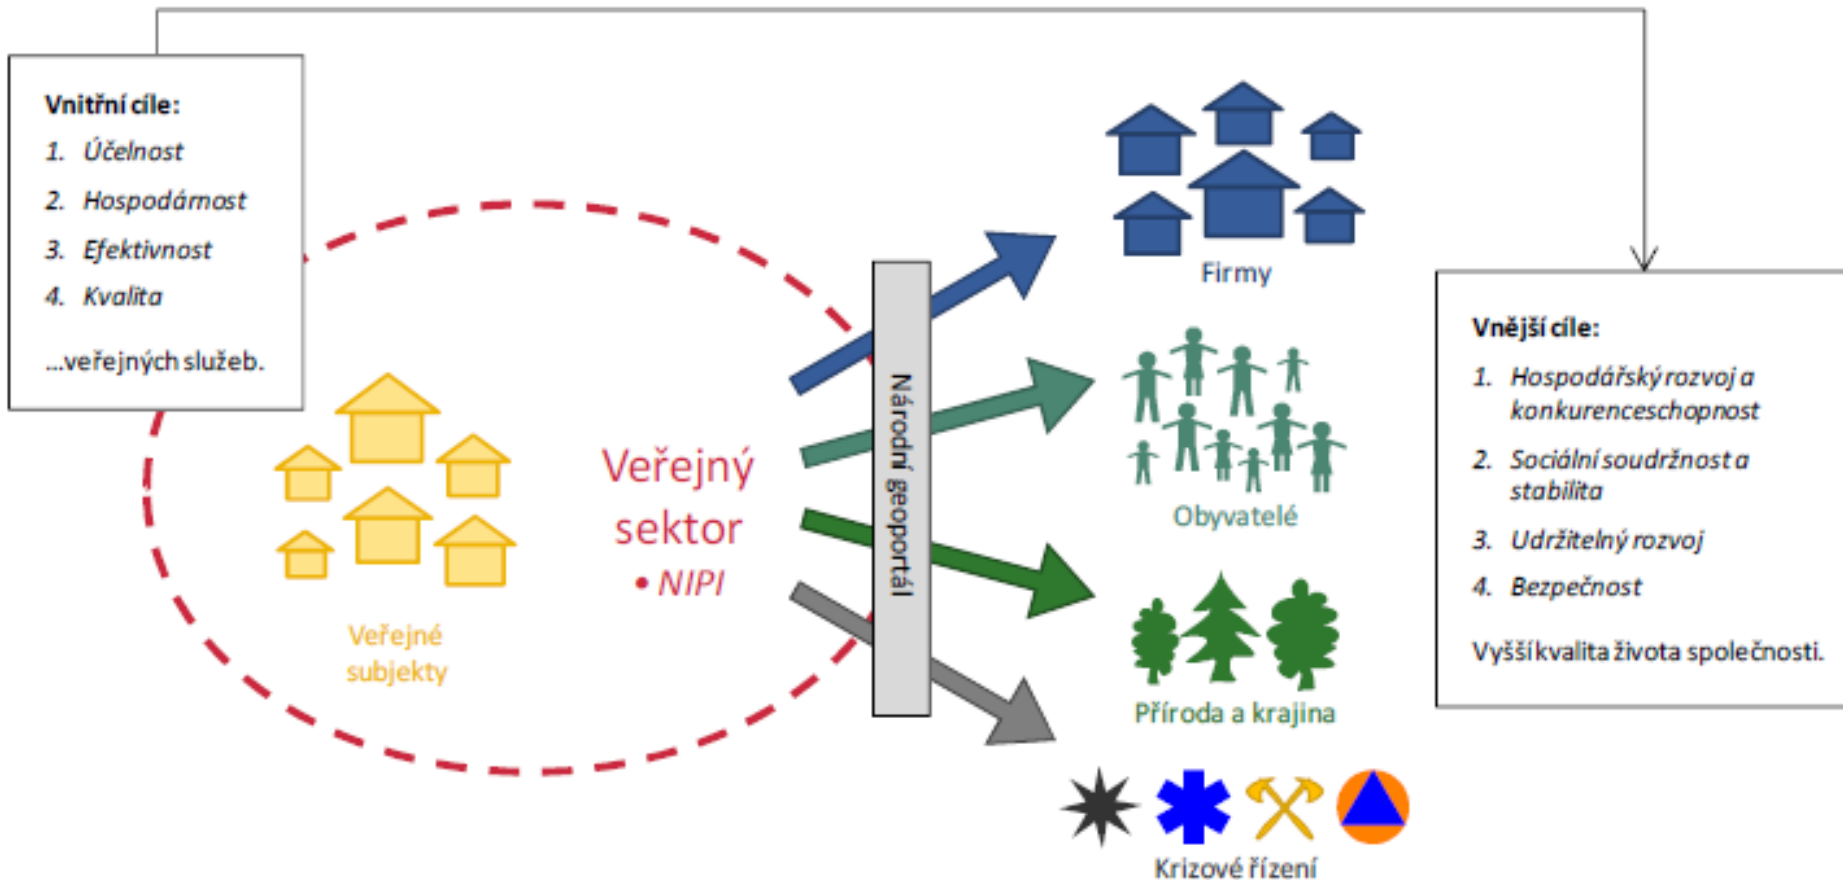 Vnitřní cíle:
1. Účelnost
2. Hospodárnost
3. Efektivnost
4. Kvalita
...veřejných služeb.
Veřejné
subjekty
Veřejný
sektor
• NIPI
Národní geoportál
Firmy
Obyvatelé
Příroda a krajina
Krizové řízení
Vnější cíle:
1. Hospodářský rozvoj a
konkurenceschopnost
2. Sociální soudržnost a
stabilita
3. Udržitelný rozvoj
4. Bezpečnost
Vyšší kvalita života společnosti.